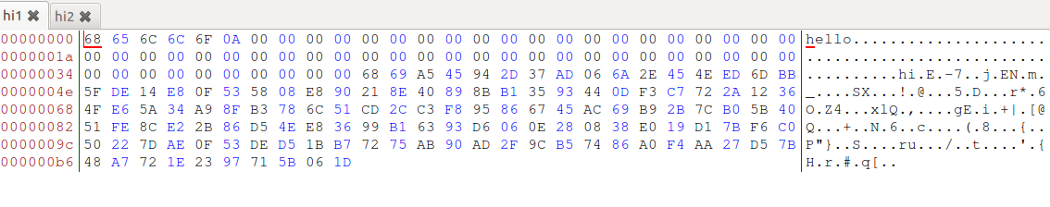 hi1 ✖ hi2 ✖
00000000 68 65 6C 6C 6F 0A 00 00 00 00 00 00 00 00 00 00 00 00 00 00 00 00 00 00 00 00 hello.....................
0000001a 00 00 00 00 00 00 00 00 00 00 00 00 00 00 00 00 00 00 00 00 00 00 00 00 00 00 ..........................
00000034 00 00 00 00 00 00 00 00 00 00 68 69 A5 45 94 2D 37 AD 06 6A 2E 45 4E ED 6D BB ..........hi.E.-7..j.EN.m.
0000004e 5F DE 14 E8 0F 53 58 08 E8 90 21 8E 40 89 8B B1 35 93 44 0D F3 C7 72 2A 12 36 _....SX...!.@...5.D...r*.6
00000068 4F E6 5A 34 A9 8F B3 78 6C 51 CD 2C C3 F8 95 86 67 45 AC 69 B9 2B 7C B0 5B 40 O.Z4...xlQ.,....gE.i.+|.[@
00000082 51 FE 8C E2 2B 86 D5 4E E8 36 99 B1 63 93 D6 06 0E 28 08 38 E0 19 D1 7B F6 C0 Q...+..N.6..c....(.8...{..
0000009c 50 22 7D AE 0F 53 DE D5 1B B7 72 75 AB 90 AD 2F 9C B5 74 86 A0 F4 AA 27 D5 7B P"}..S....ru.../..t....'.{
000000b6 48 A7 72 1E 23 97 71 5B 06 1D H.r.#.q[..